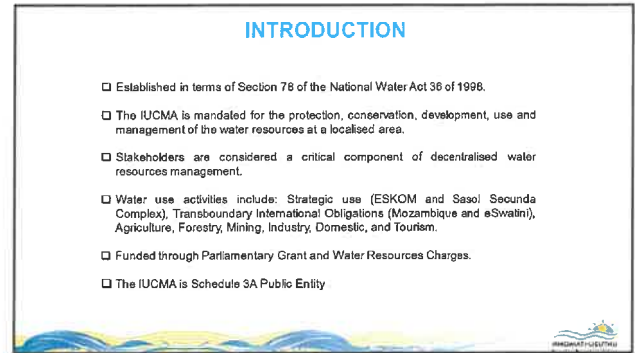 INTRODUCTION
❑ Established in terms of Section 78 of the National Water Act 36 of 1998.
❑ The IUCMA is mandated for the protection, conservation, development, use and
management of the water resources at a localised area.
❑ Stakeholders are considered a critical component of decentralised water
resources management.
❑ Water use activities include: Strategic use (ESKOM and Sasol Secunda
Complex), Transboundary International Obligations (Mozambique and eSwatini),
Agriculture, Forestry, Mining, Industry, Domestic, and Tourism.
❑ Funded through Parliamentary Grant and Water Resources Charges.
❑ The IUCMA is Schedule 3A Public Entity
INKOMATI-USUTHU